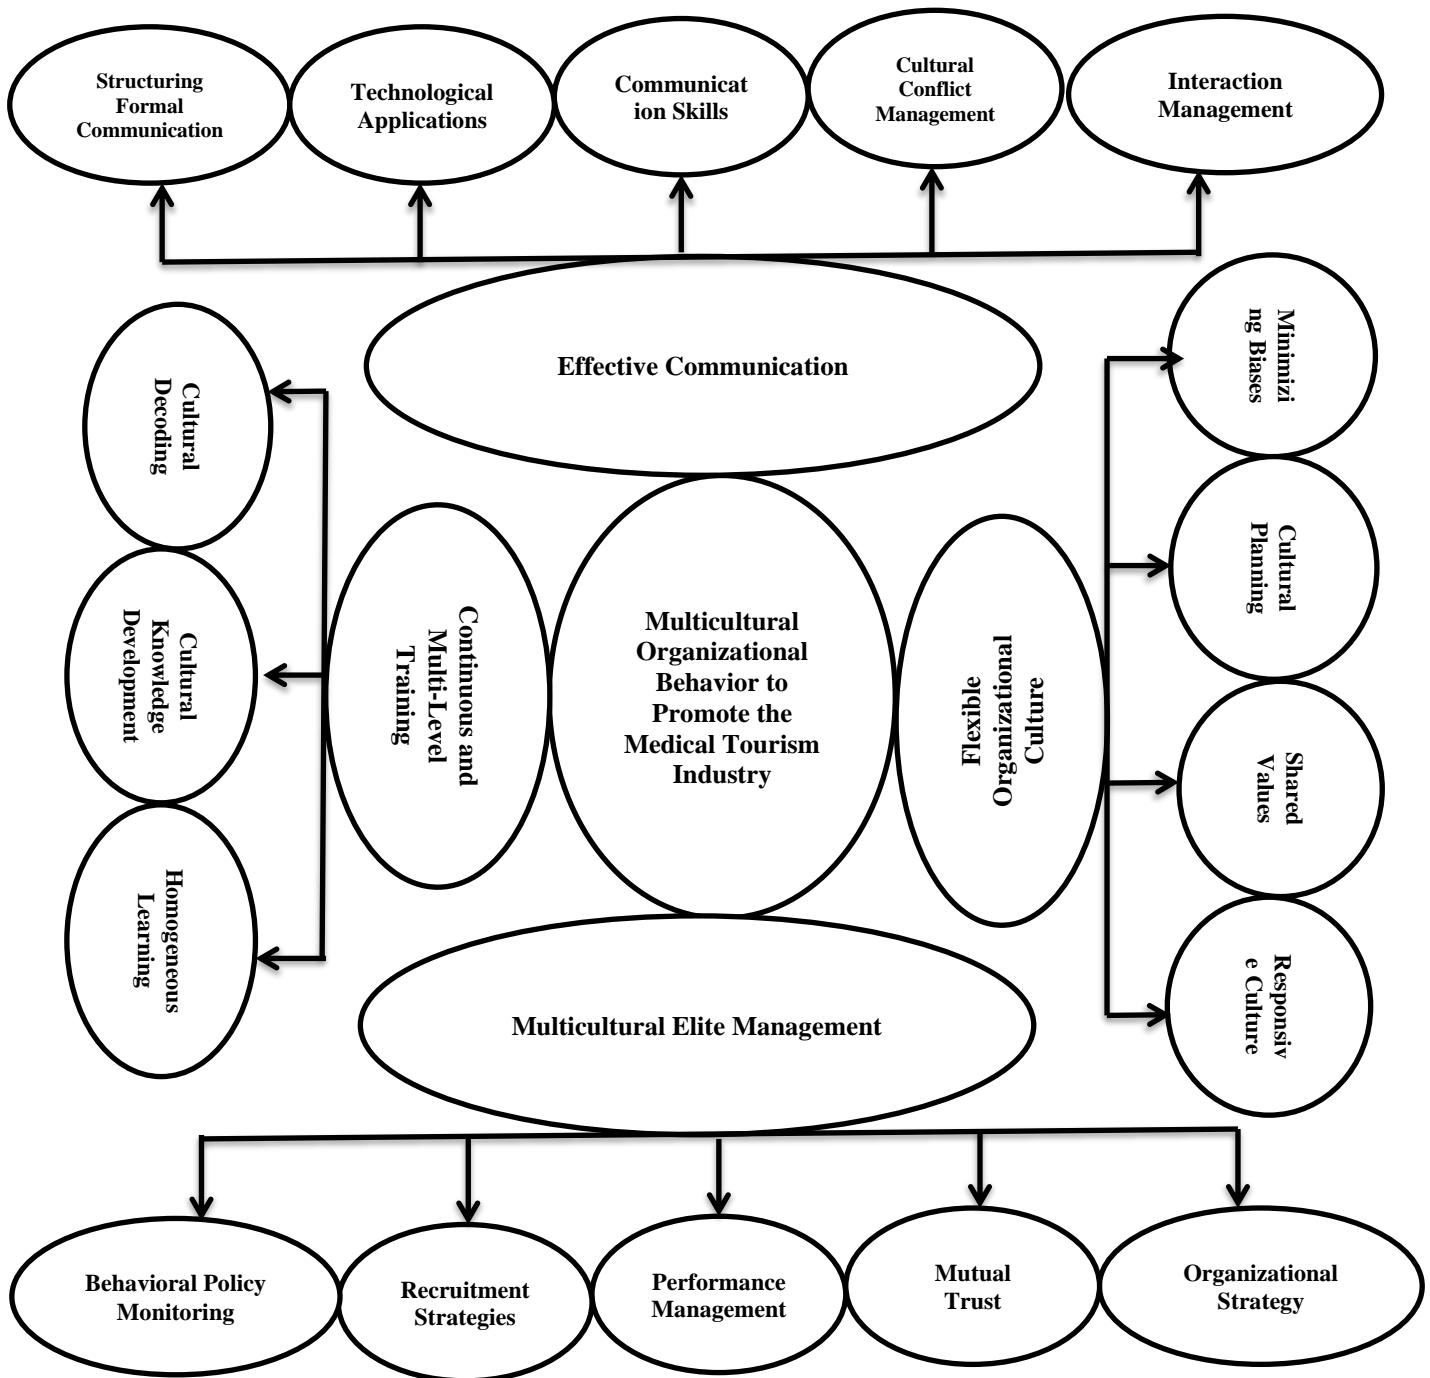 Structuring
Formal
Communication
Technological
Applications
Communicat
ion Skills
Cultural
Conflict
Management
Interaction
Management
Effective Communication
Minimizi
ng Biases
Cultural
Decoding
Cultural
Planning
Cultural
Knowledge
Development
Continuous and
Multi-Level
Training
Multicultural
Organizational
Behavior to
Promote the
Medical Tourism
Industry
Flexible
Organizational
Culture
Shared
Values
Homogeneous
Learning
Responsiv
e Culture
Multicultural Elite Management
Behavioral Policy
Monitoring
Recruitment
Strategies
Performance
Management
Mutual
Trust
Organizational
Strategy